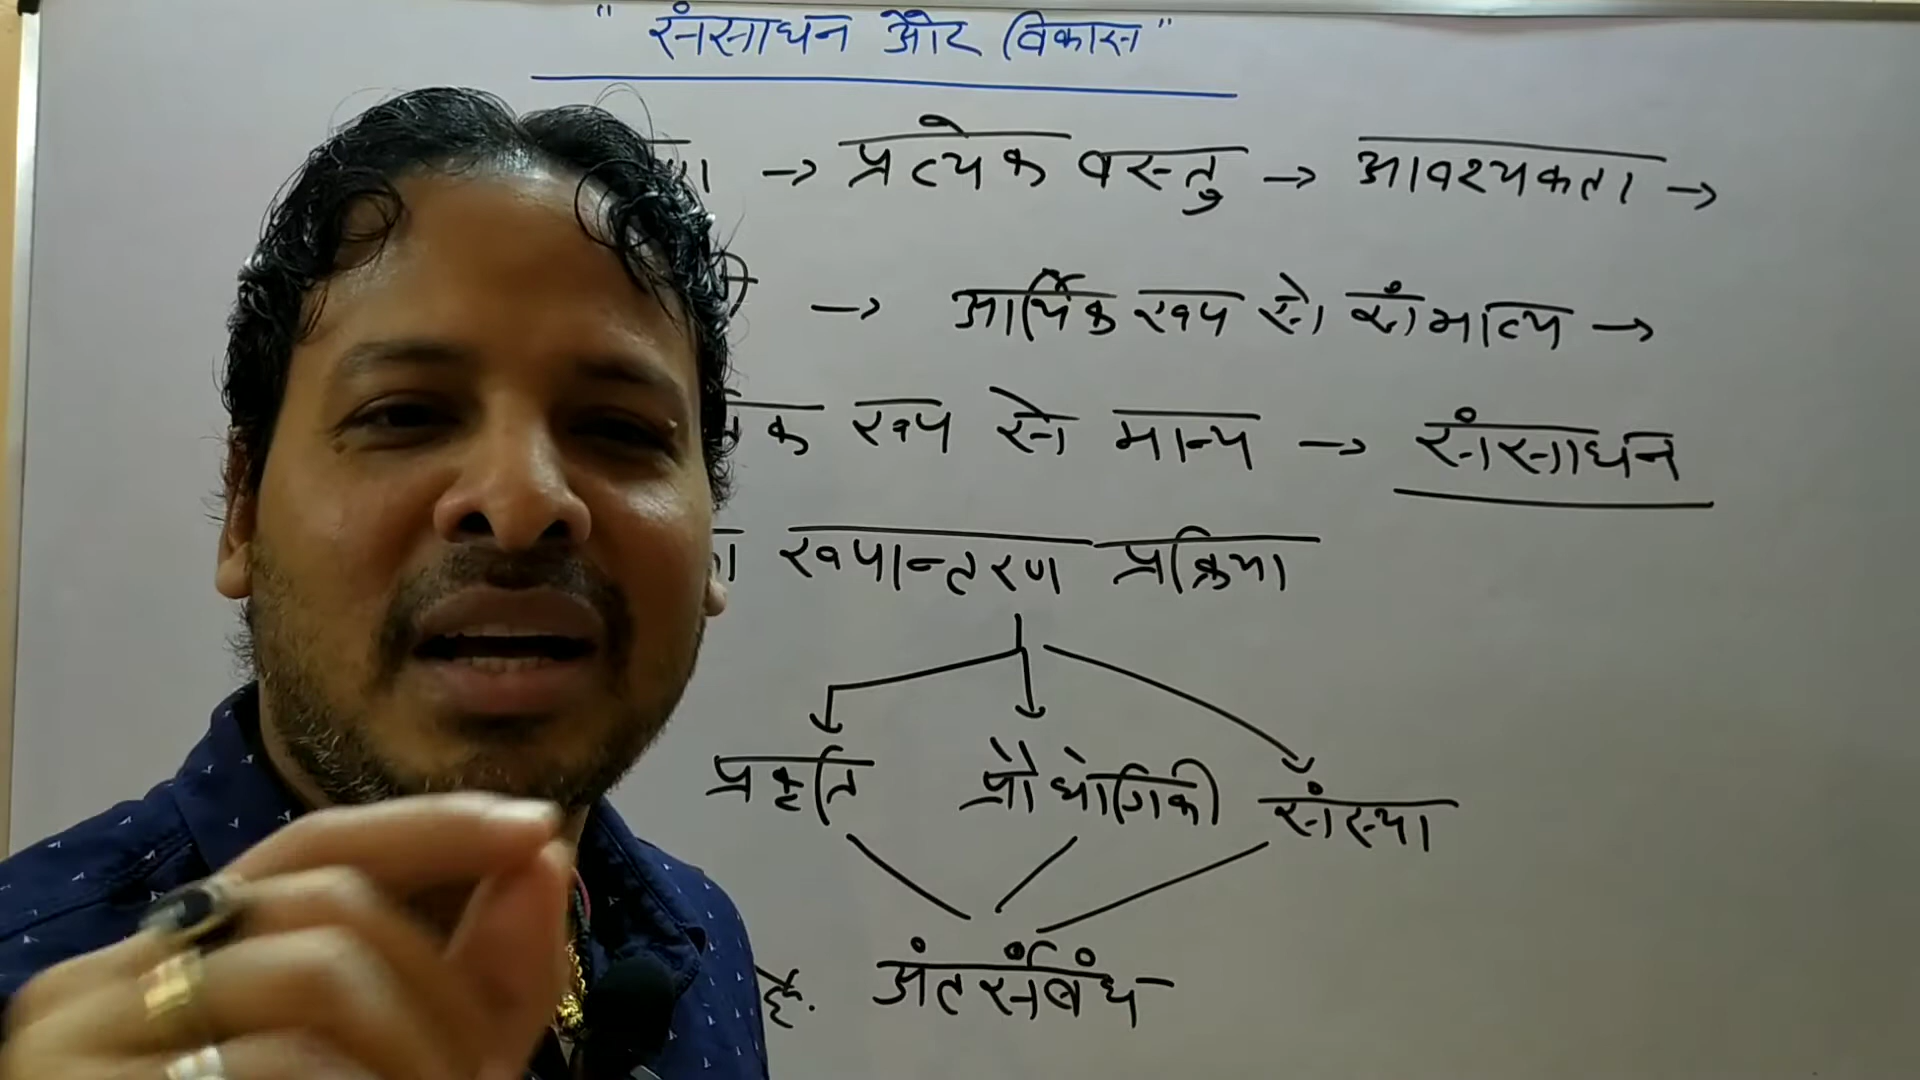 "संसाधन और विकास"
→ प्रत्येक वस्तु → आवश्यकता →
→ आर्थिक रूप से संभाव्य →
रूप से मान्य → संसाधन
रूपान्तरण प्रक्रिया
प्रकृति प्रौद्योगिकी संस्था
है. अंतर्संबंध